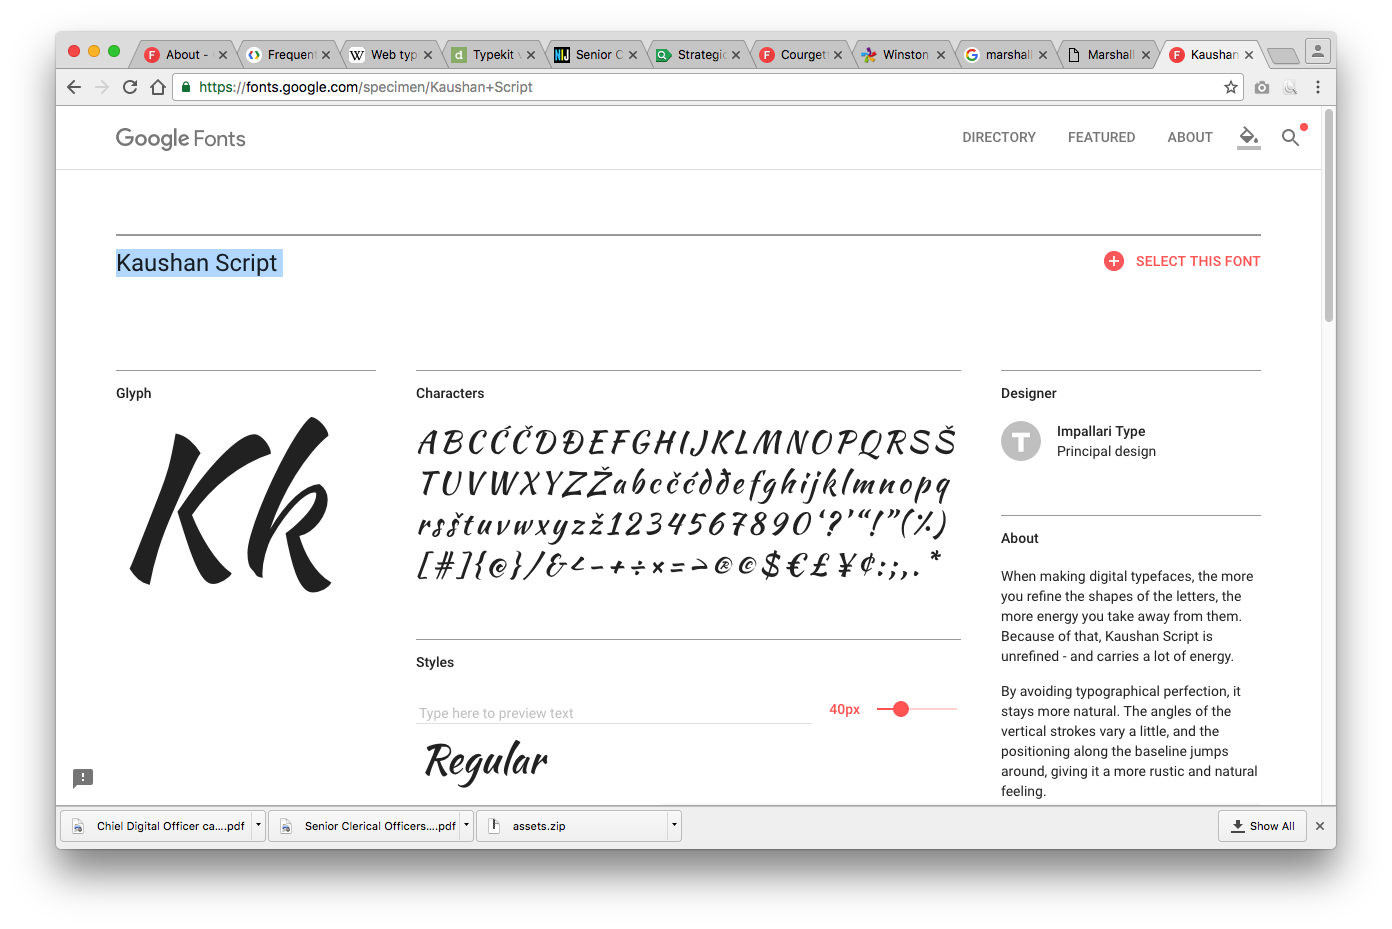 About -
Frequent
Web typ
Typekit v
Senior C
Strategic
Courgett
Winston
marshall
Marshall
Kaushan
https://fonts.google.com/specimen/Kaushan+Script
Google Fonts
DIRECTORY
FEATURED
ABOUT
Kaushan Script
SELECT THIS FONT
Glyph
Kk
Characters
ABCĆČDĐEFGHIJKLMNOPQRSŠ
TUVWXYZŽabcčćdđefghijklmnopq
rsštuvwxyzž1234567890‘?’“!”(%)
[#]{@}/&<-+÷×=>®©$€£¥¢:;,.*
Styles
Type here to preview text
40px
Regular
Designer
T
Impallari Type
Principal design
About
When making digital typefaces, the more
you refine the shapes of the letters, the
more energy you take away from them.
Because of that, Kaushan Script is
unrefined - and carries a lot of energy.
By avoiding typographical perfection, it
stays more natural. The angles of the
vertical strokes vary a little, and the
positioning along the baseline jumps
around, giving it a more rustic and natural
feeling.
Chiel Digital Officer ca....pdf
Senior Clerical Officers....pdf
assets.zip
Show All